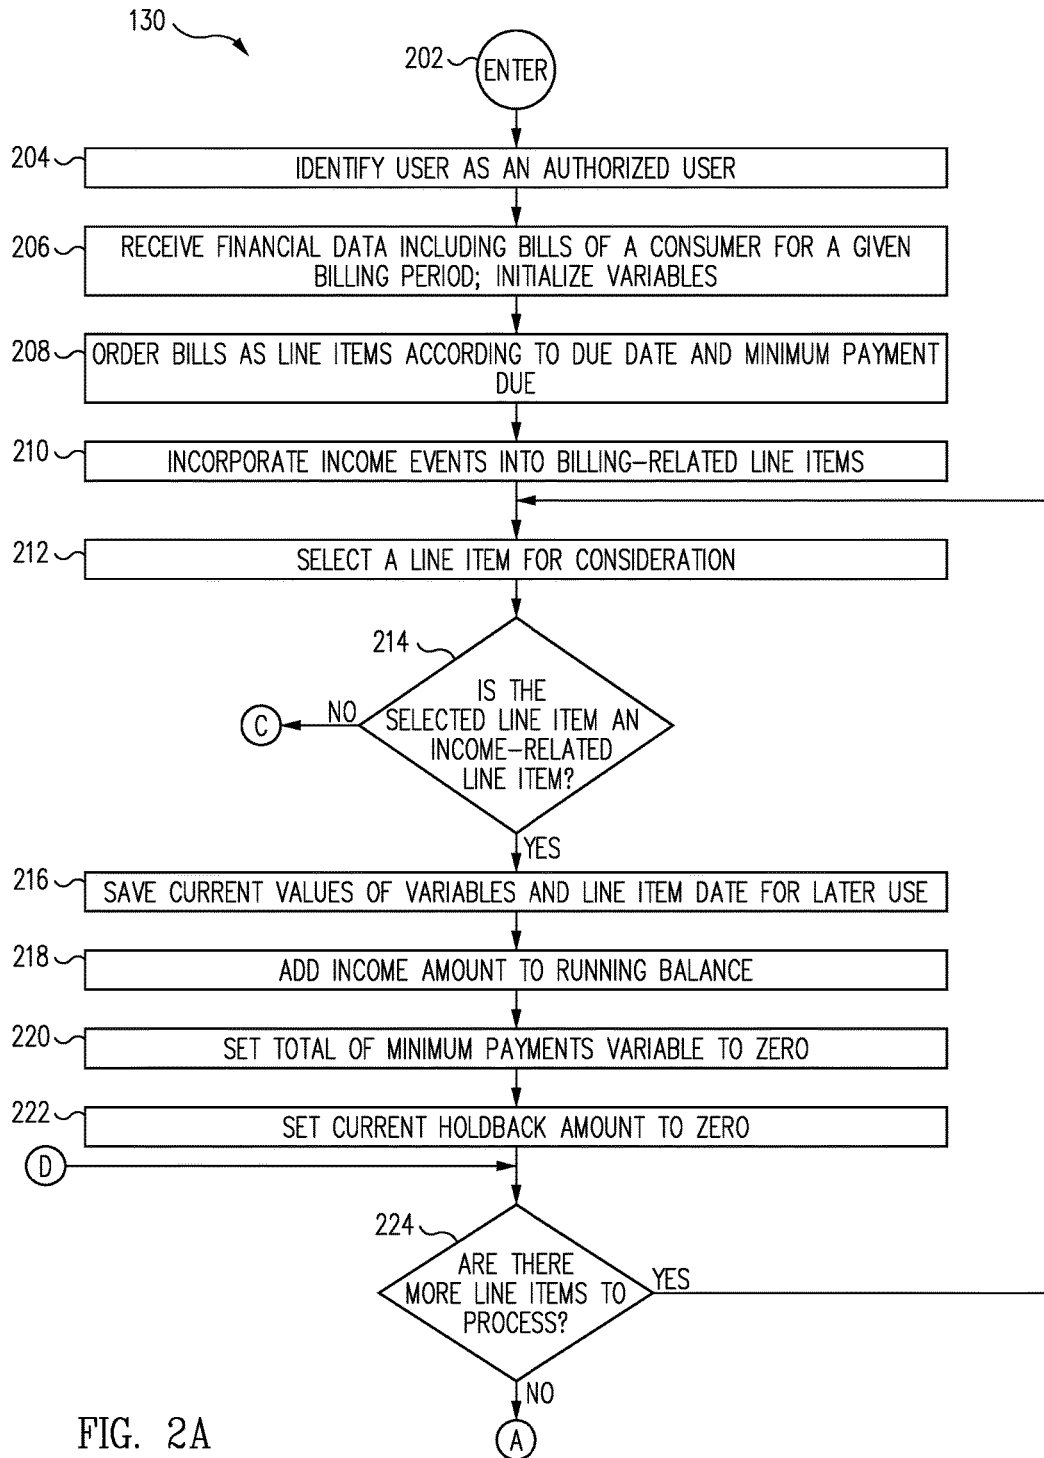 130
202
ENTER
204
IDENTIFY USER AS AN AUTHORIZED USER
206
RECEIVE FINANCIAL DATA INCLUDING BILLS OF A CONSUMER FOR A GIVEN
BILLING PERIOD; INITIALIZE VARIABLES
208
ORDER BILLS AS LINE ITEMS ACCORDING TO DUE DATE AND MINIMUM PAYMENT
DUE
210
INCORPORATE INCOME EVENTS INTO BILLING-RELATED LINE ITEMS
212
SELECT A LINE ITEM FOR CONSIDERATION
214
IS THE
SELECTED LINE ITEM AN
INCOME-RELATED
LINE ITEM?
NO
C
YES
216
SAVE CURRENT VALUES OF VARIABLES AND LINE ITEM DATE FOR LATER USE
218
ADD INCOME AMOUNT TO RUNNING BALANCE
220
SET TOTAL OF MINIMUM PAYMENTS VARIABLE TO ZERO
222
SET CURRENT HOLDBACK AMOUNT TO ZERO
D
224
ARE THERE
MORE LINE ITEMS TO
PROCESS?
YES
NO
A
FIG. 2A